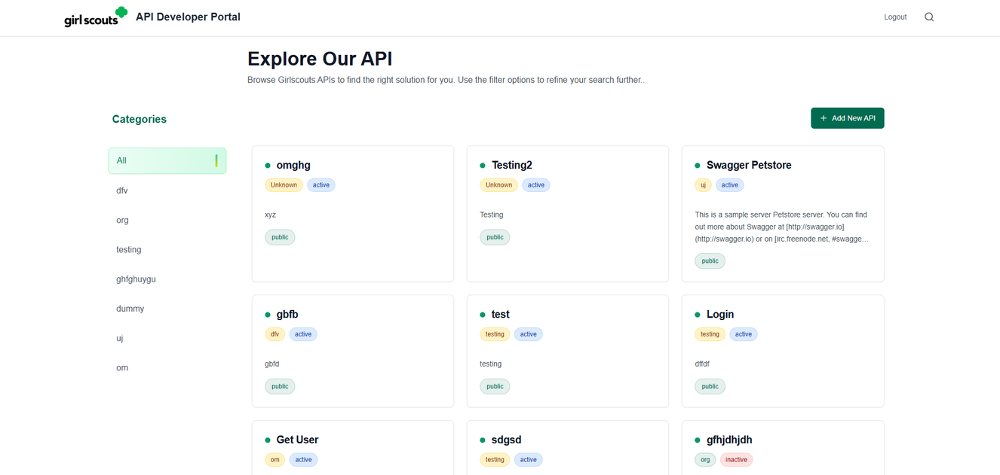 girl scouts
API Developer Portal
Logout
Explore Our API
Browse Girlscouts APIs to find the right solution for you. Use the filter options to refine your search further..
Categories
+ Add New API
All
dfv
org
testing
ghfghuygu
dummy
uj
om
omghg
Unknown active
xyz
public
Testing2
Unknown active
Testing
public
Swagger Petstore
uj active
This is a sample server Petstore server. You can find
out more about Swagger at [http://swagger.io]
(http://swagger.io) or on [irc.freenode.net, #swagge...
public
gbfb
dfv active
gbfd
public
test
testing active
testing
public
Login
testing active
dffdf
public
Get User
om active
sdgsd
testing active
gfhjdhjdh
org inactive